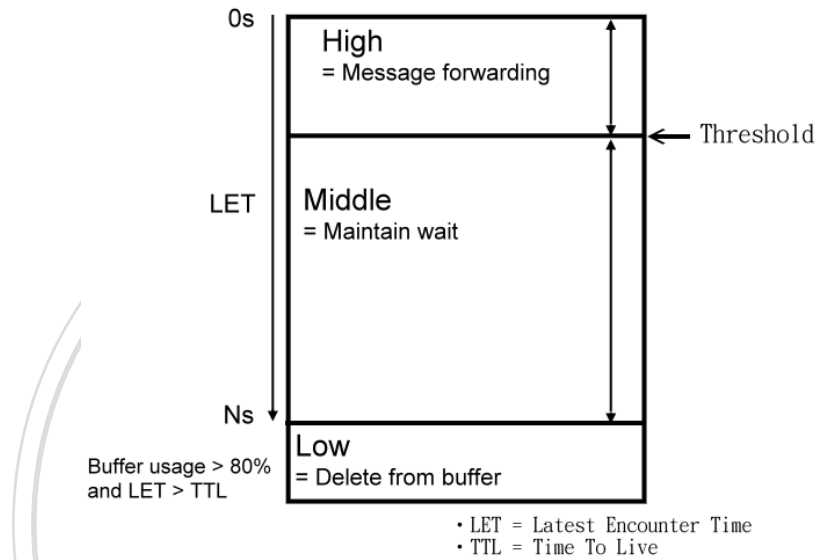 0s
High
= Message forwarding
Threshold
LET
Middle
= Maintain wait
Ns
Low
= Delete from buffer
Buffer usage > 80%
and LET > TTL
・LET = Latest Encounter Time
・TTL = Time To Live